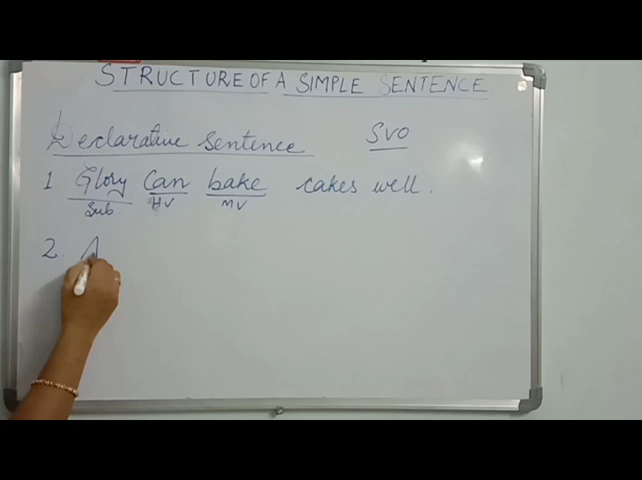 STRUCTURE OF A SIMPLE SENTENCE
Declarative Sentence SVO
1. Glory can bake cakes well.
Sub HV MV
2. A